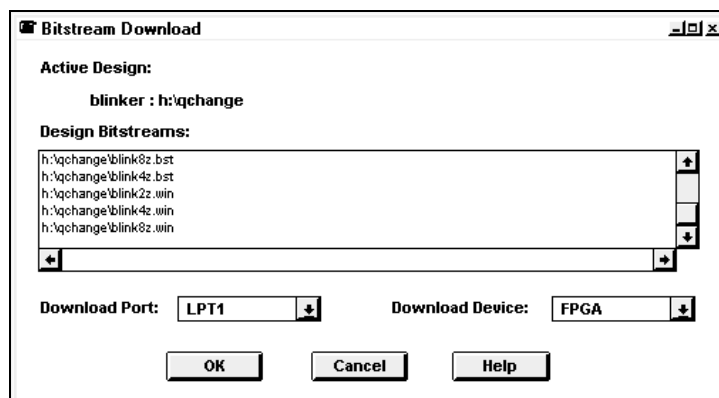 Bitstream Download
Active Design:
blinker : h:\qchange
Design Bitstreams:
h:\qchange\blink8z.bst
h:\qchange\blink4z.bst
h:\qchange\blink2z.win
h:\qchange\blink4z.win
h:\qchange\blink8z.win
Download Port: LPT1 Download Device: FPGA
OK Cancel Help